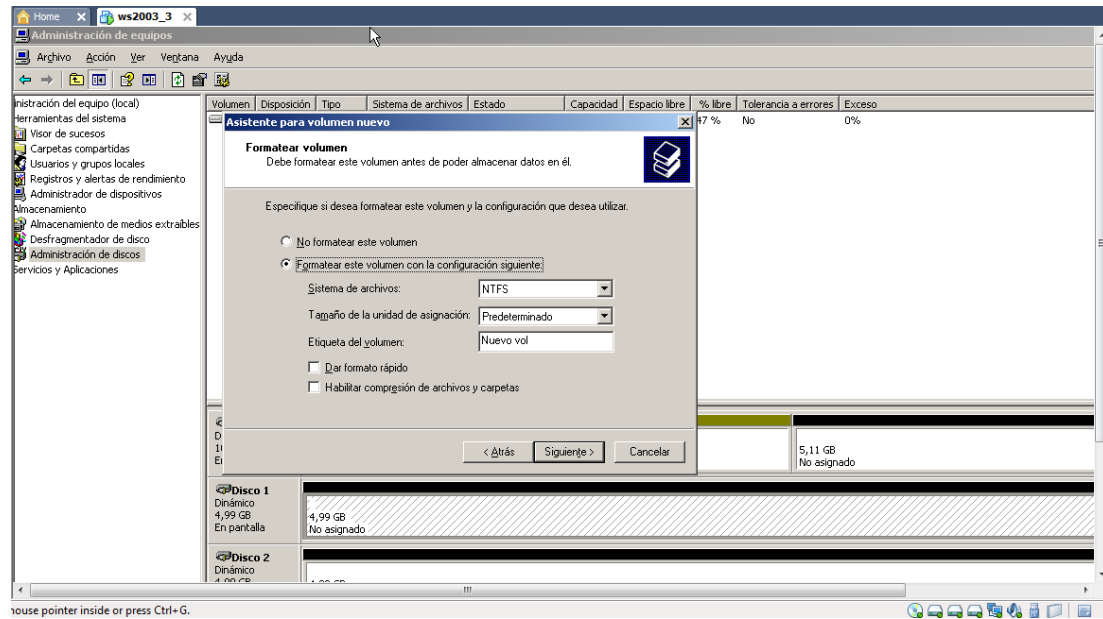 Home
ws2003_3
Administración de equipos
Archivo Acción Ver Ventana Ayuda
inistración del equipo (local)
Herramientas del sistema
Visor de sucesos
Carpetas compartidas
Usuarios y grupos locales
Registros y alertas de rendimiento
Administrador de dispositivos
Almacenamiento
Almacenamiento de medios extraíbles
Desfragmentador de disco
Administración de discos
Servicios y Aplicaciones
Volumen Disposición Tipo Sistema de archivos Estado Capacidad Espacio libre % libre Tolerancia a errores Exceso
47 % No 0%
Asistente para volumen nuevo
Formatear volumen
Debe formatear este volumen antes de poder almacenar datos en él.
Especifique si desea formatear este volumen y la configuración que desea utilizar.
No formatear este volumen
Formatear este volumen con la configuración siguiente:
Sistema de archivos: NTFS
Tamaño de la unidad de asignación: Predeterminado
Etiqueta del volumen: Nuevo vol
Dar formato rápido
Habilitar compresión de archivos y carpetas
< Atrás Siguiente > Cancelar
5,11 GB
No asignado
Disco 1
Dinámico
4,99 GB
En pantalla
4,99 GB
No asignado
Disco 2
Dinámico
nouse pointer inside or press Ctrl+G.